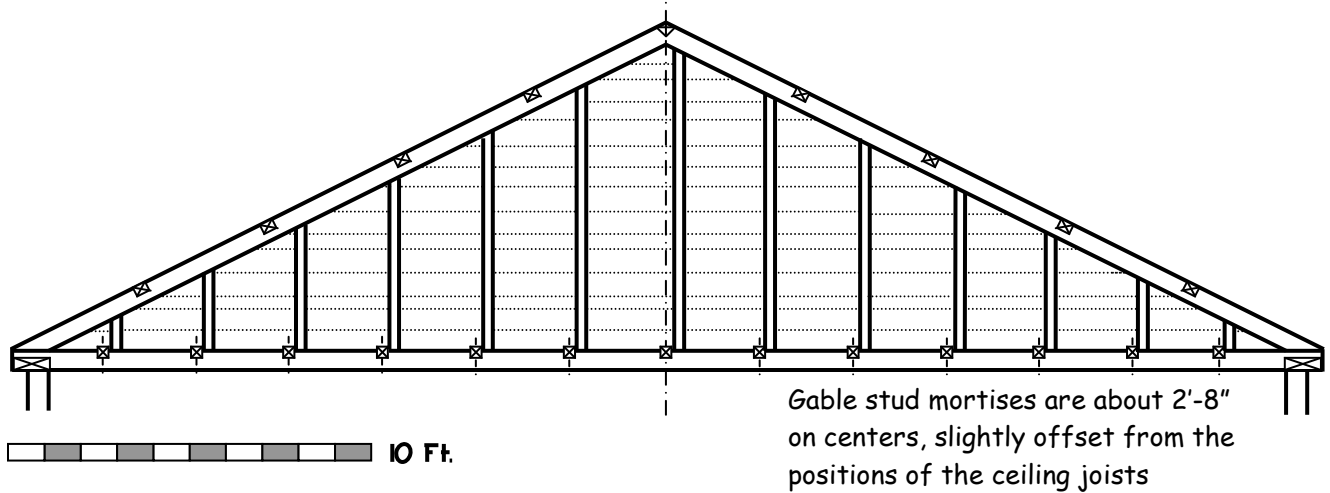 Gable stud mortises are about 2'-8"
on centers, slightly offset from the
positions of the ceiling joists
10 Ft.